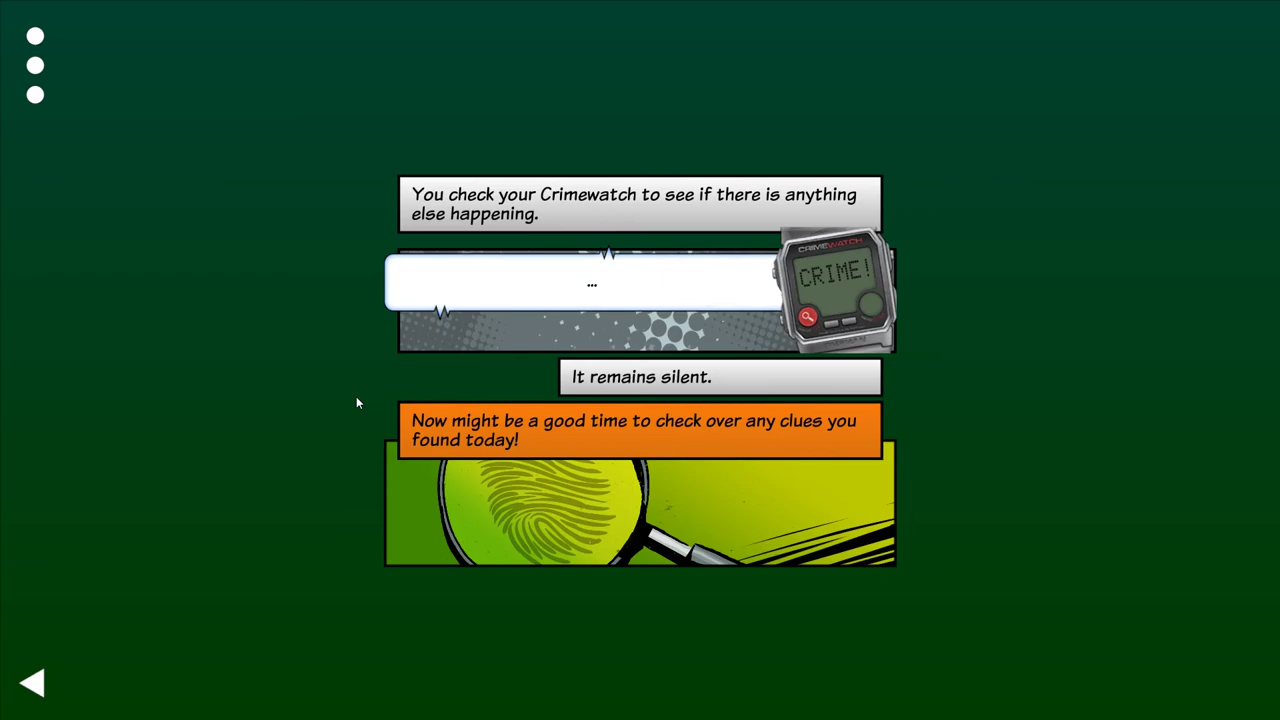 You check your Crimewatch to see if there is anything
else happening.
CRIMEWATCH
CRIME!
...
It remains silent.
Now might be a good time to check over any clues you
found today!